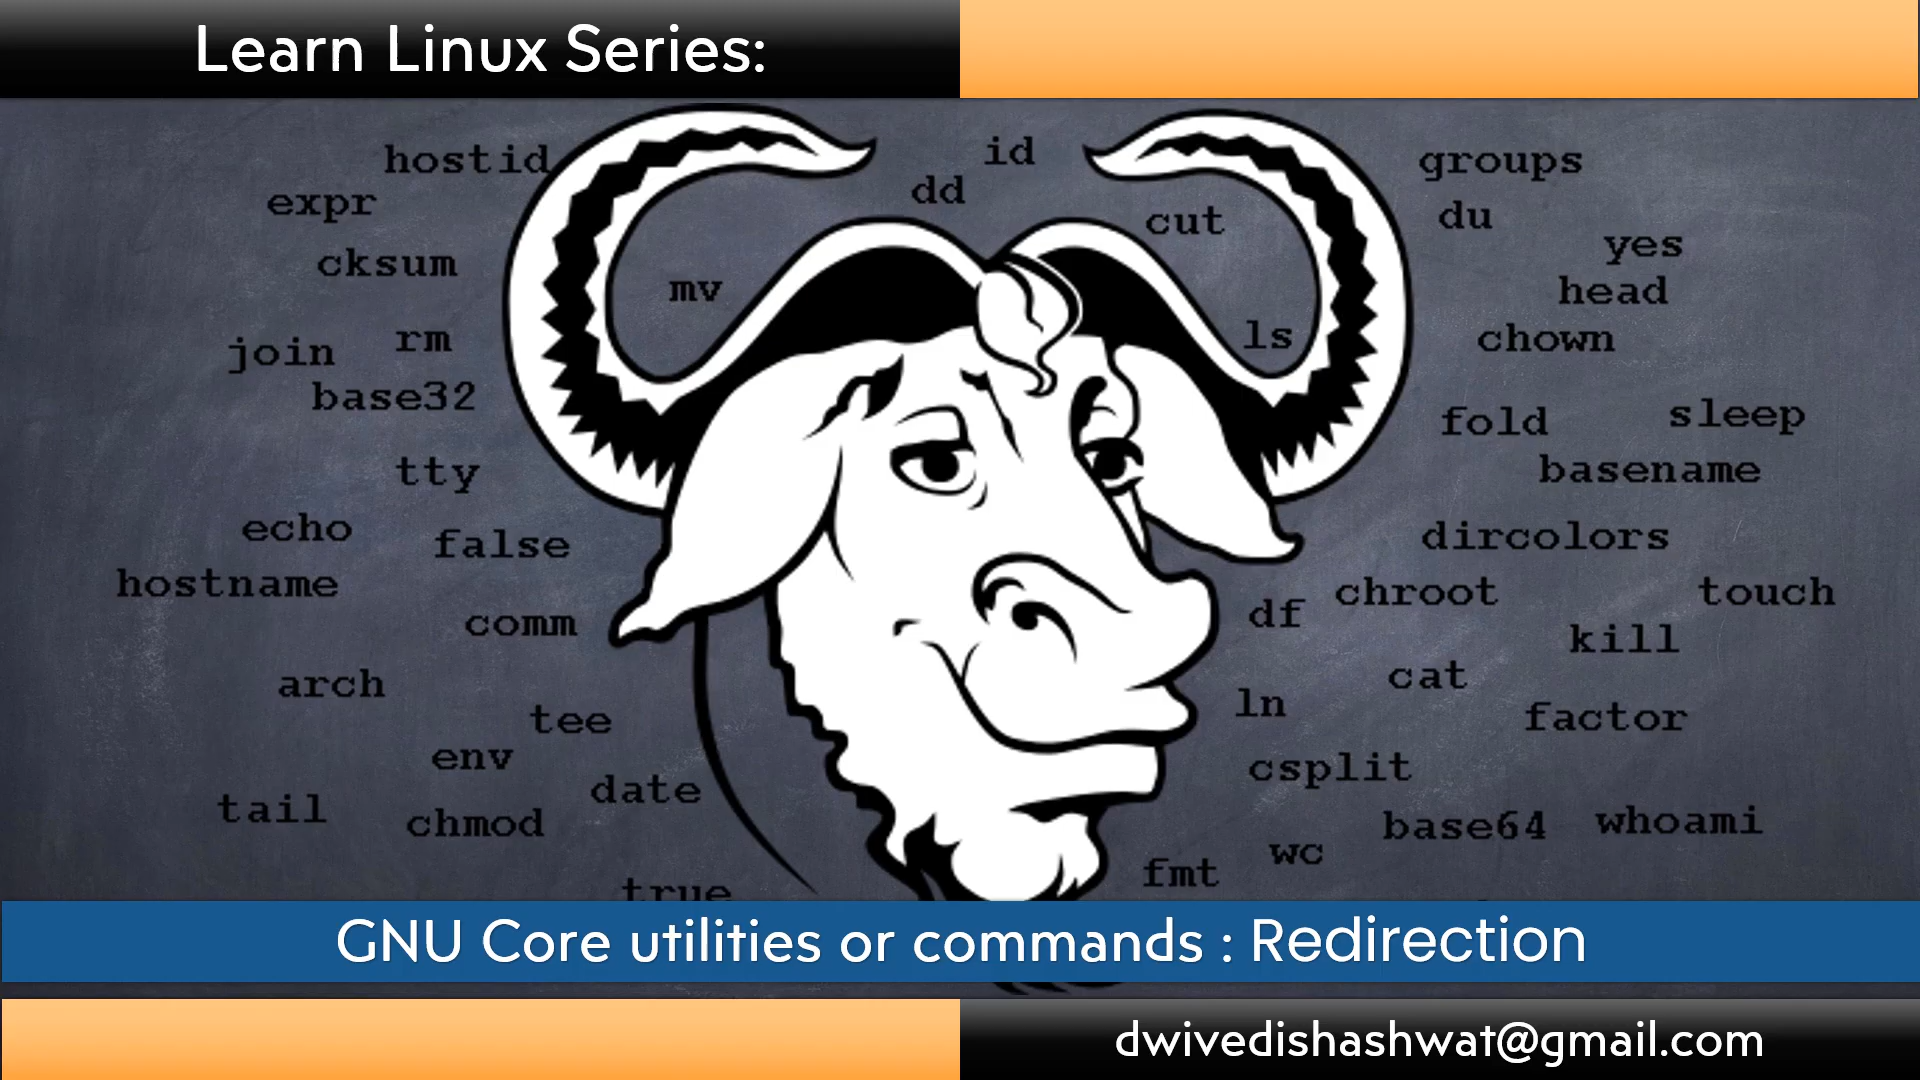 Learn Linux Series:
hostid
id
groups
expr
dd
cut
du
yes
cksum
mv
head
join
rm
ls
chown
base32
fold
sleep
tty
basename
echo
false
dircolors
hostname
comm
df
chroot
touch
kill
arch
cat
tee
ln
factor
env
date
csplit
tail
chmod
base64
whoami
wc
fmt
true
GNU Core utilities or commands : Redirection
dwivedishashwat@gmail.com